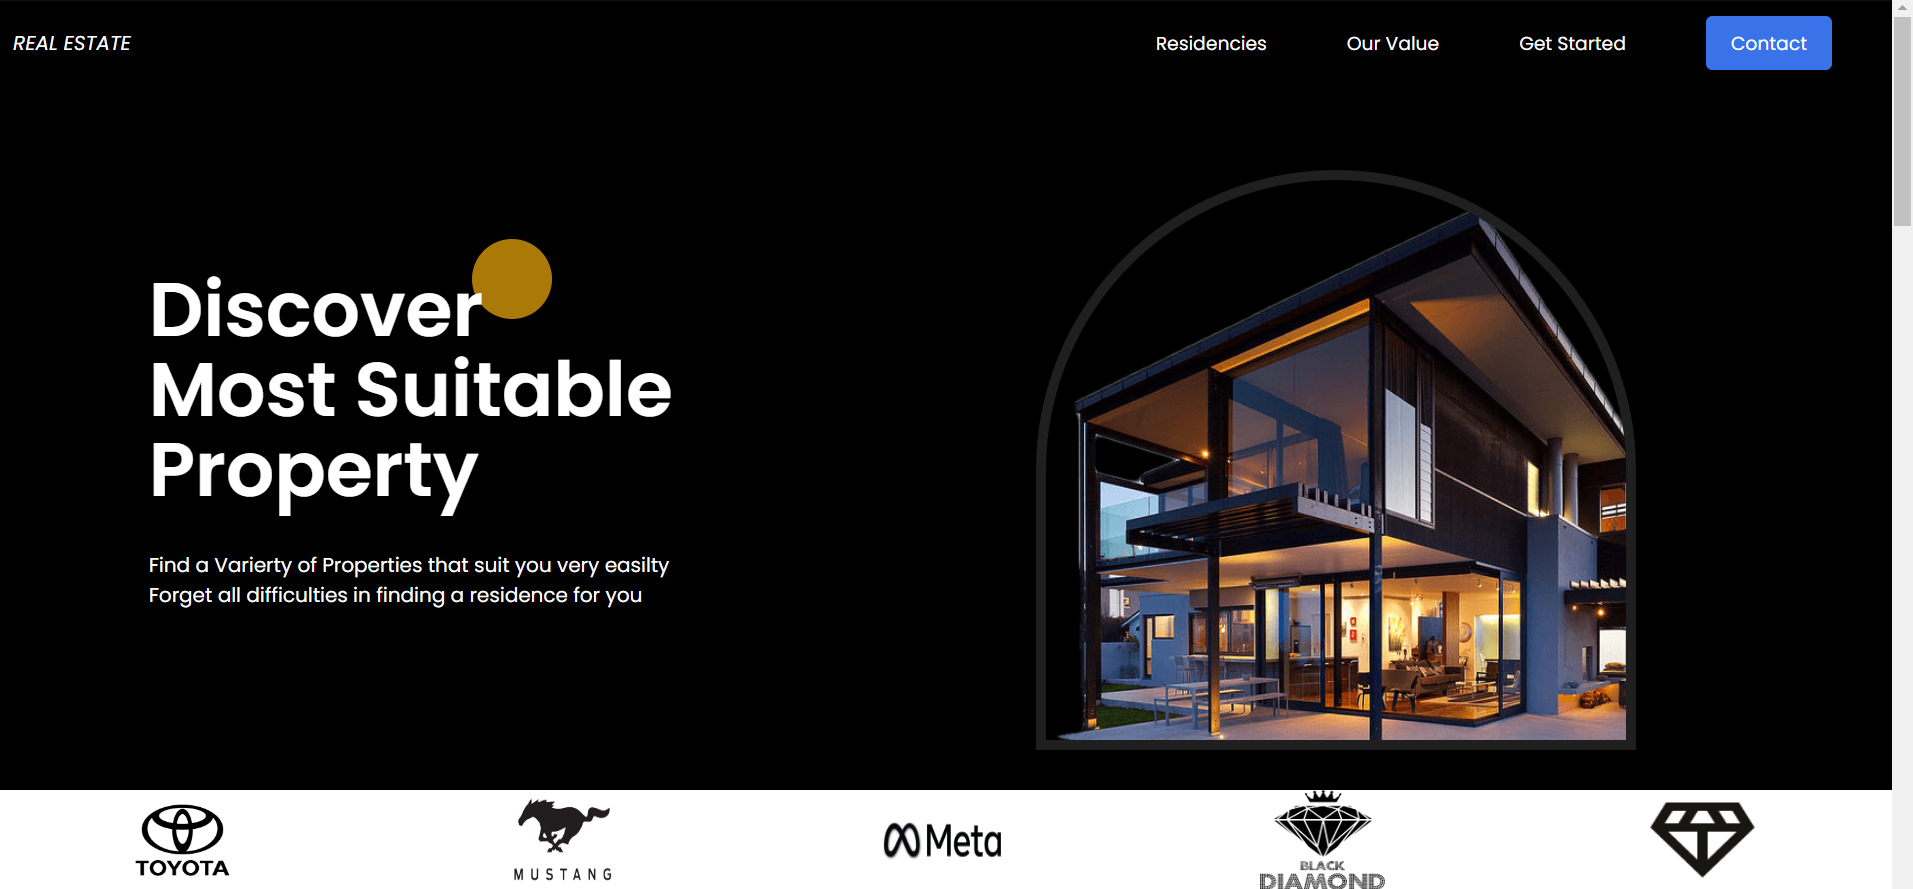 REAL ESTATE
Residencies
Our Value
Get Started
Contact
Discover
Most Suitable
Property
Find a Varierty of Properties that suit you very easilty
Forget all difficulties in finding a residence for you
TOYOTA
MUSTANG
Meta
BLACK
DIAMOND